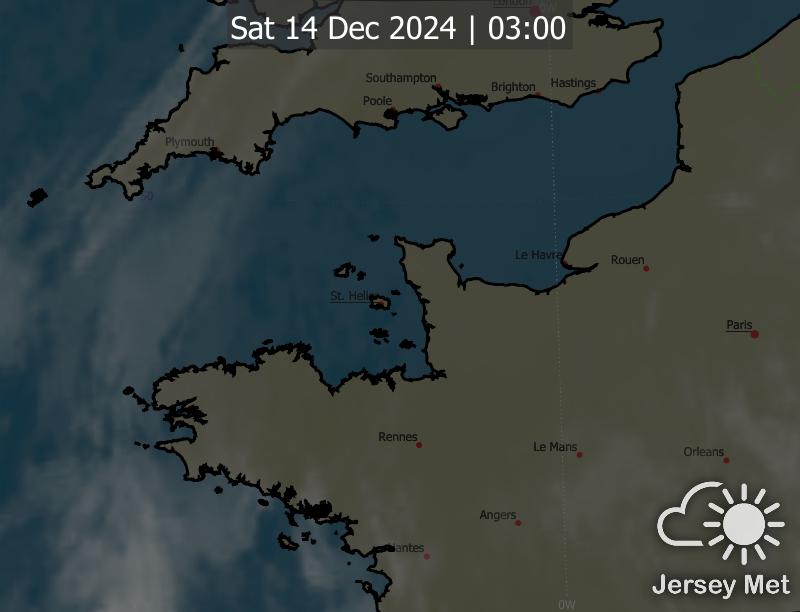 London
0W
Sat 14 Dec 2024 | 03:00
Southampton
Brighton
Hastings
Poole
Plymouth
50
Le Havre
Rouen
St. Helier
Paris
Rennes
Le Mans
Orleans
Angers
Nantes
Jersey Met
0W